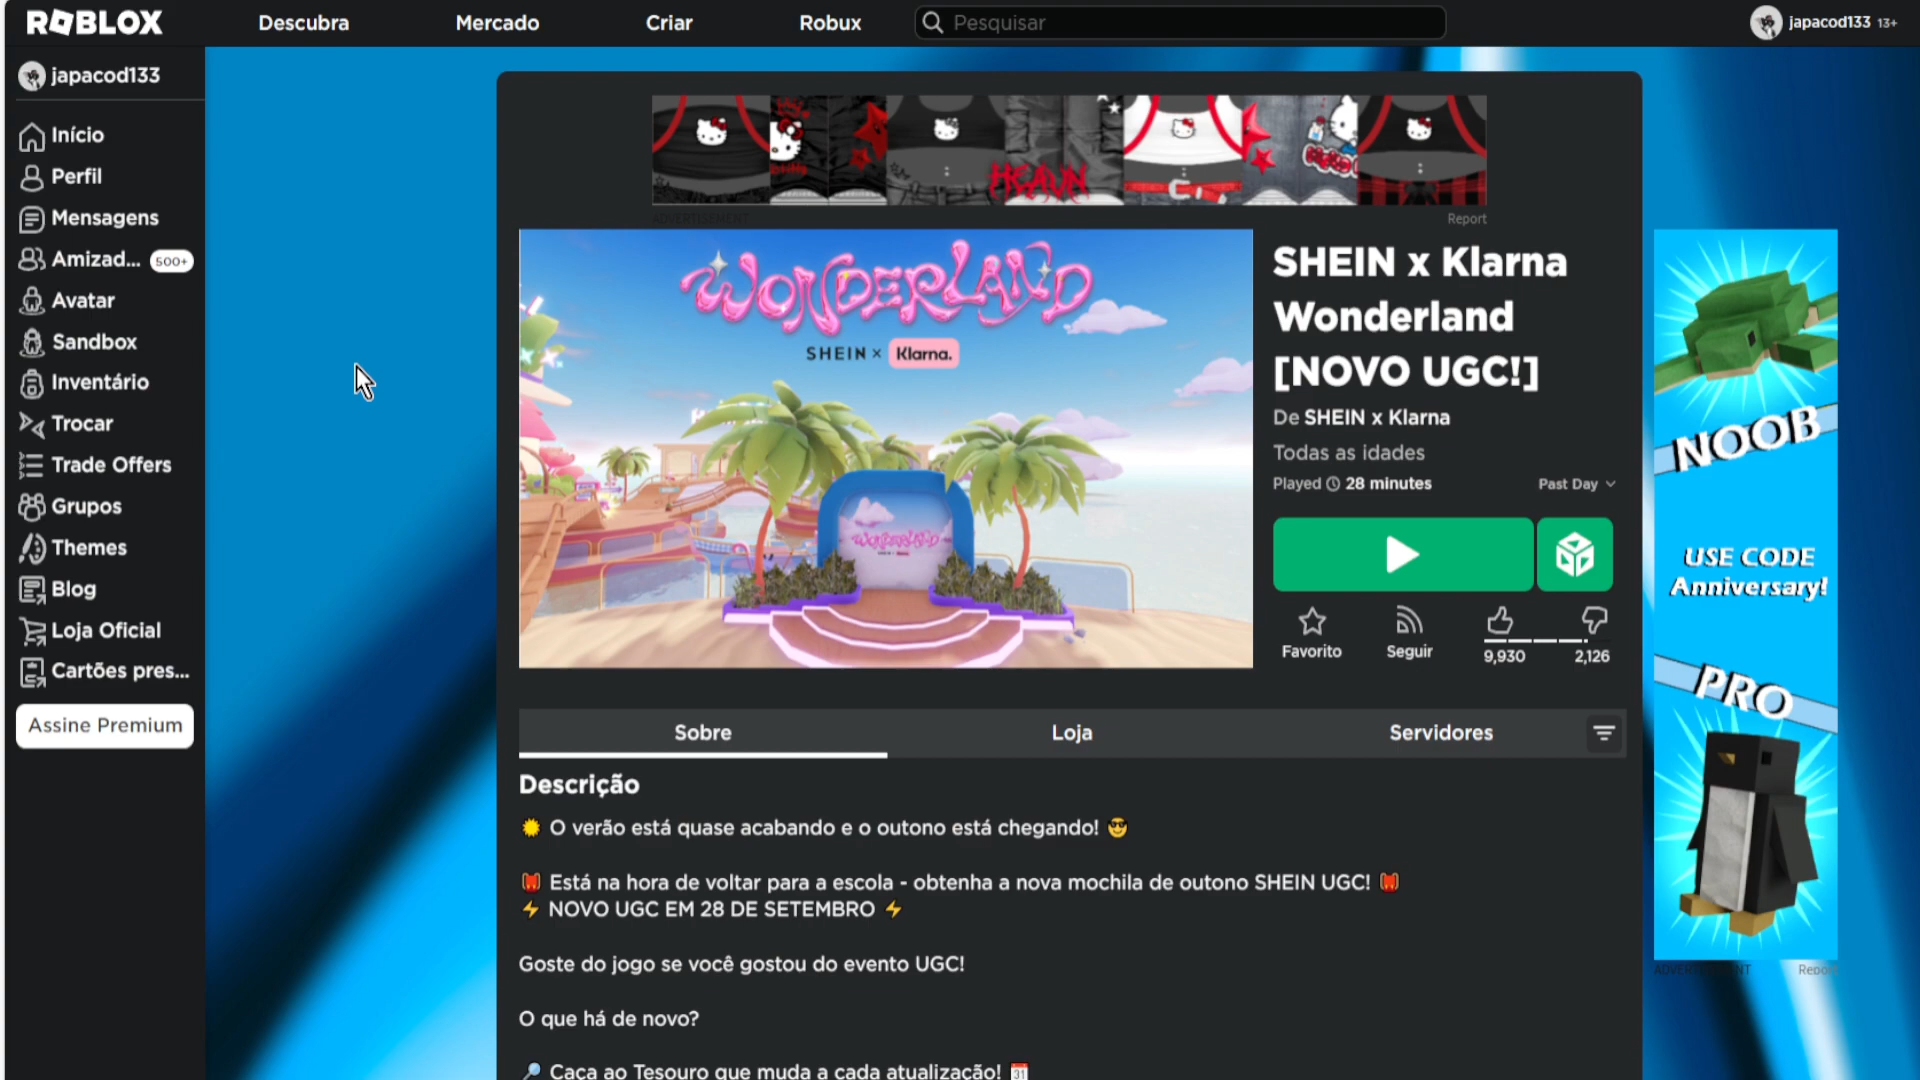 ROBLOX
Descubra
Mercado
Criar
Robux
Pesquisar
japacod133 13+
japacod133
Início
Perfil
Mensagens
Amizad... 500+
Avatar
Sandbox
Inventário
Trocar
Trade Offers
Grupos
Themes
Blog
Loja Oficial
Cartões pres...
Assine Premium
HEAUN
ADVERTISEMENT
Report
WONDERLAND
SHEIN × Klarna.
WONDERLAND
SHEIN x Klarna
Wonderland
[NOVO UGC!]
De SHEIN x Klarna
Todas as idades
Played 28 minutes
Past Day
Favorito
Seguir
9,930
2,126
Sobre
Loja
Servidores
Descrição
O verão está quase acabando e o outono está chegando!
Está na hora de voltar para a escola - obtenha a nova mochila de outono SHEIN UGC!
NOVO UGC EM 28 DE SETEMBRO
Goste do jogo se você gostou do evento UGC!
O que há de novo?
Caça ao Tesouro que muda a cada atualização!
NOOB
USE CODE
Anniversary!
PRO
ADVERTISEMENT
Report